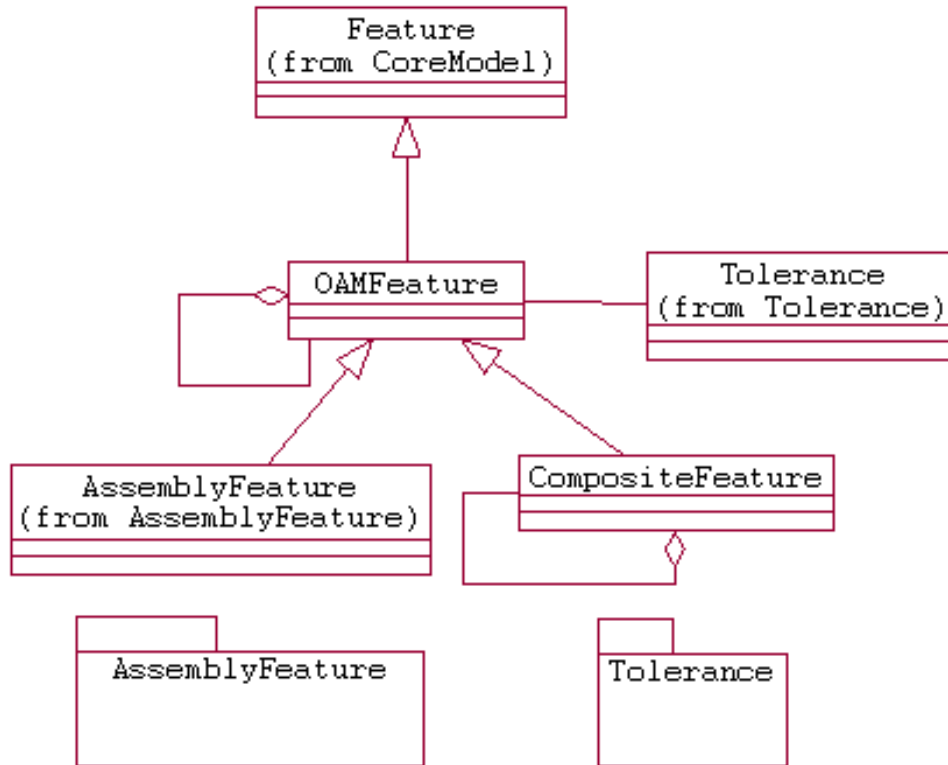 Feature
(from CoreModel)
OAMFeature
Tolerance
(from Tolerance)
AssemblyFeature
(from AssemblyFeature)
CompositeFeature
AssemblyFeature
Tolerance